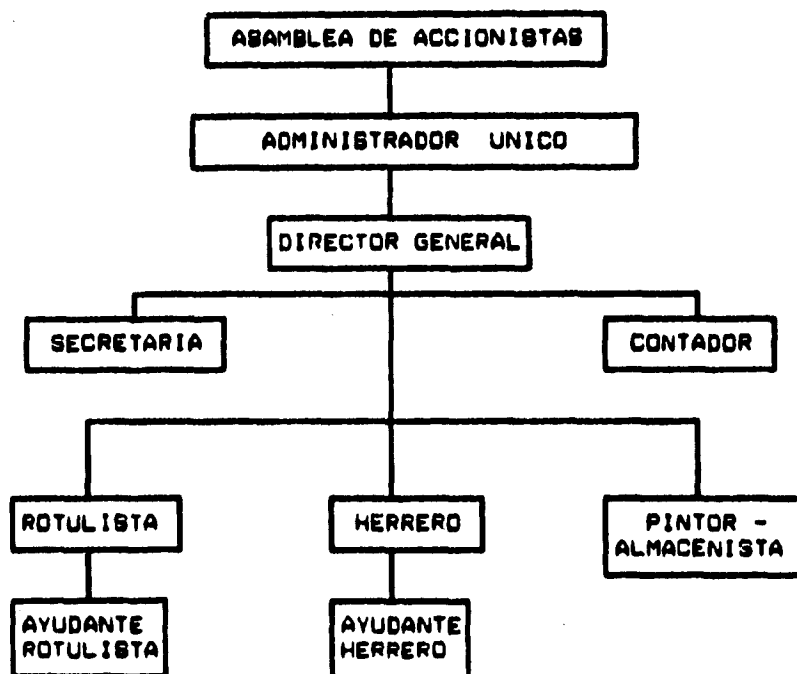 ASAMBLEA DE ACCIONISTAS
ADMINISTRADOR UNICO
DIRECTOR GENERAL
SECRETARIA
CONTADOR
ROTULISTA
HERRERO
PINTOR -
ALMACENISTA
AYUDANTE
ROTULISTA
AYUDANTE
HERRERO